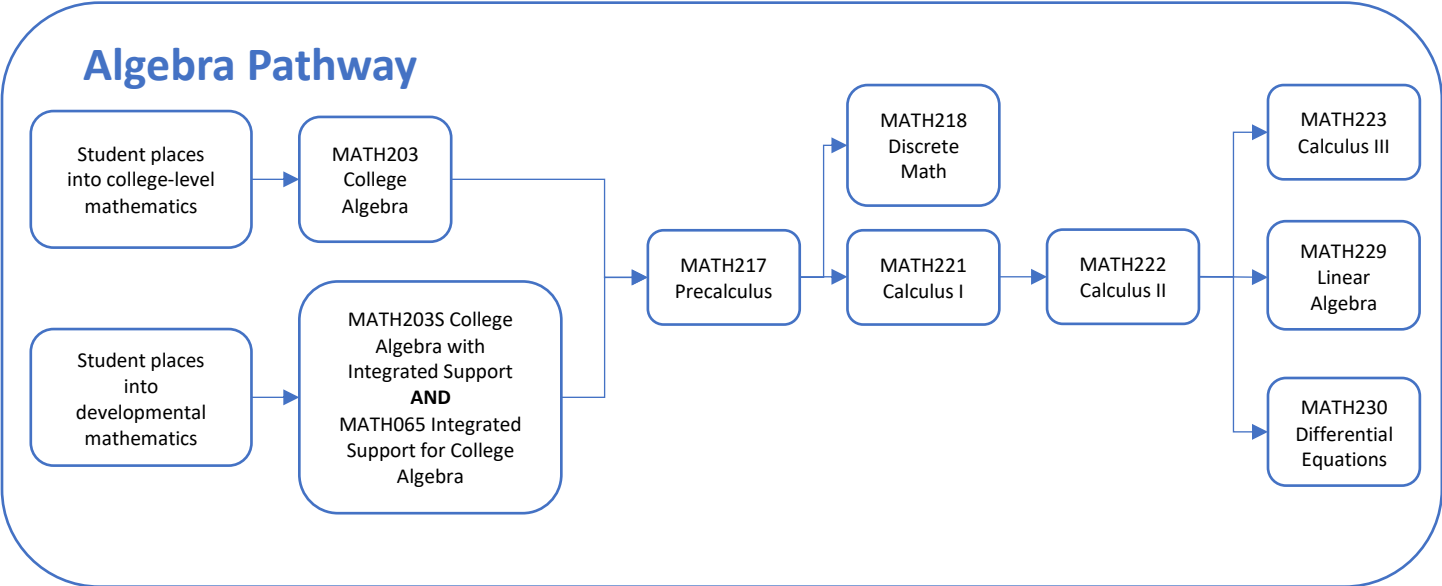 Algebra Pathway
Student places
into college-level
mathematics
MATH203
College
Algebra
Student places
into
developmental
mathematics
MATH203S College
Algebra with
Integrated Support
AND
MATH065 Integrated
Support for College
Algebra
MATH217
Precalculus
MATH218
Discrete
Math
MATH221
Calculus I
MATH222
Calculus II
MATH223
Calculus III
MATH229
Linear
Algebra
MATH230
Differential
Equations